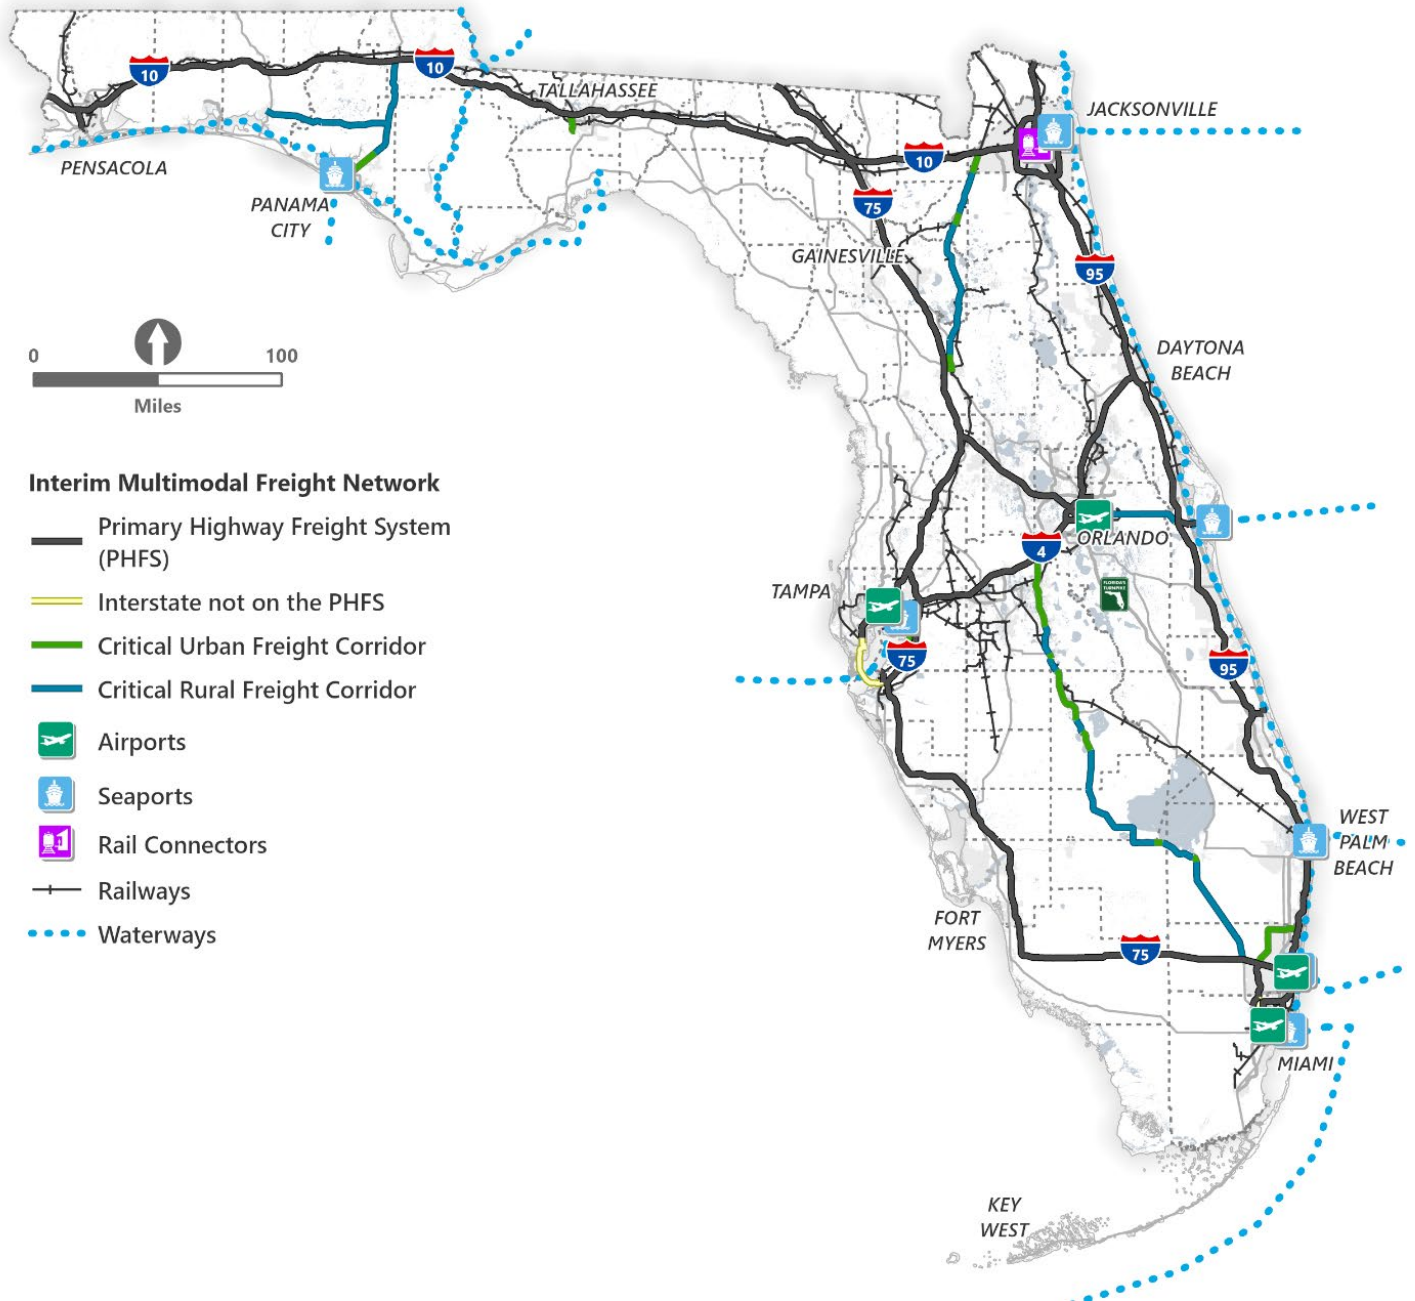 10
10
TALLAHASSEE
JACKSONVILLE
PENSACOLA
10
PANAMA
CITY
75
GAINESVILLE
95
DAYTONA
BEACH
0 100
Miles
Interim Multimodal Freight Network
Primary Highway Freight System
(PHFS)
Interstate not on the PHFS
Critical Urban Freight Corridor
Critical Rural Freight Corridor
Airports
Seaports
Rail Connectors
Railways
Waterways
ORLANDO
4
TAMPA
FLORIDA'S
TURNPIKE
75
95
WEST
PALM
BEACH
FORT
MYERS
75
MIAMI
KEY
WEST